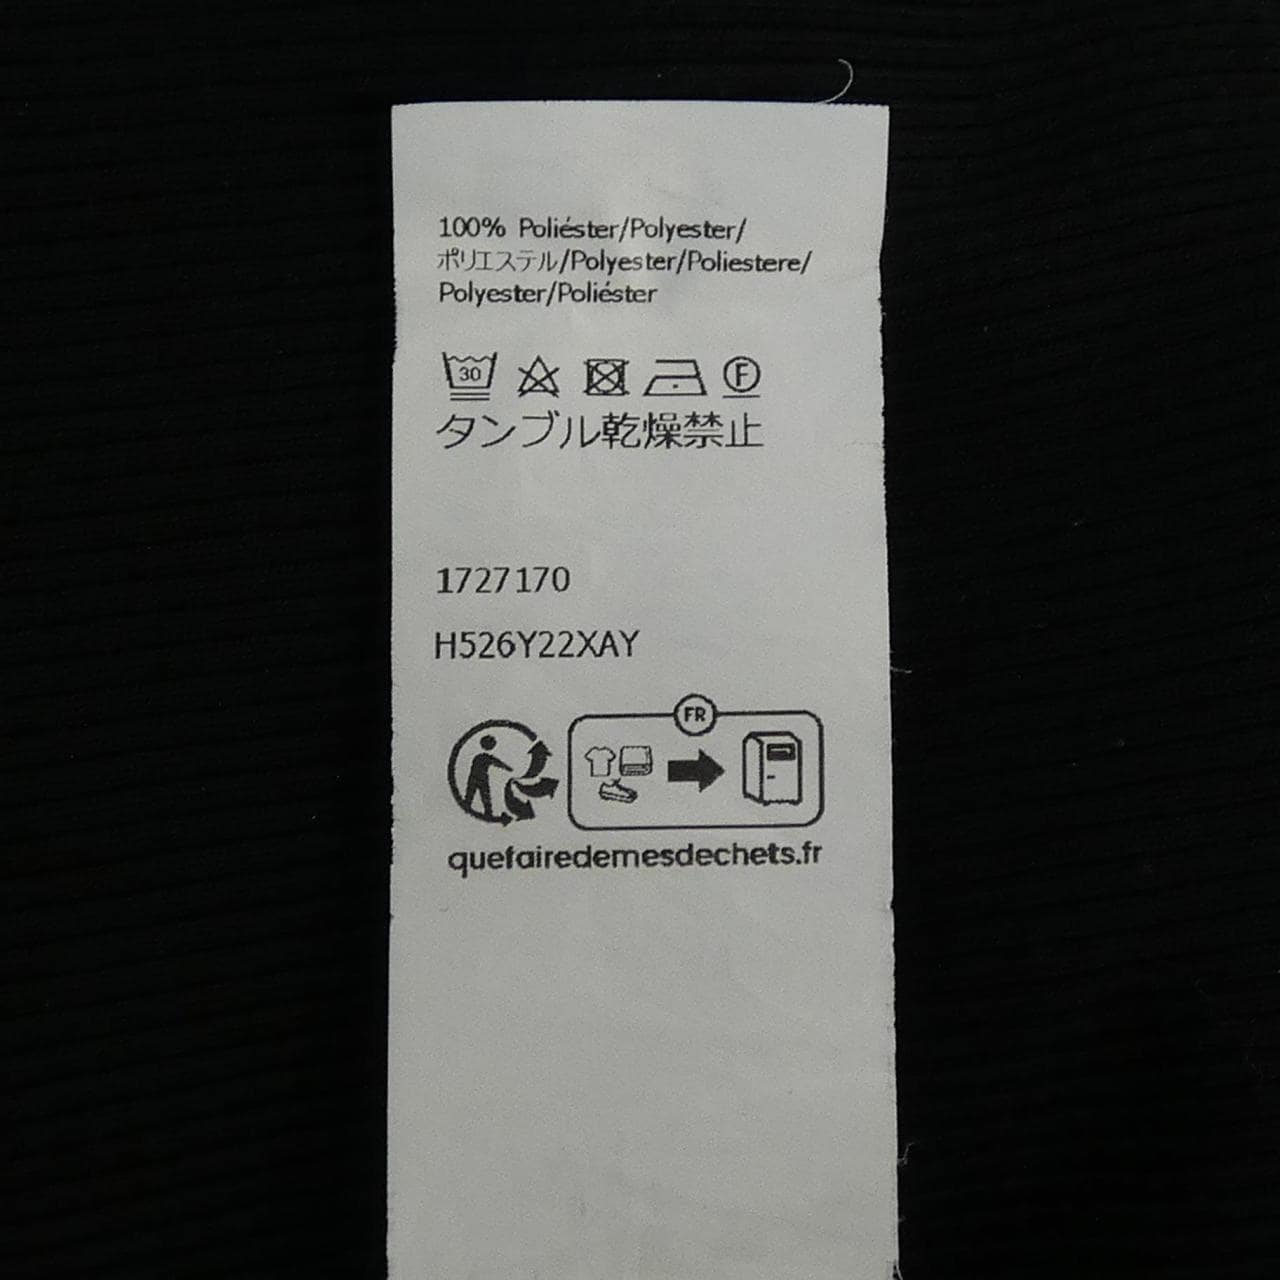 100% Poliéster/Polyester/
ポリエステル/Polyester/Poliestere/
Polyester/Poliéster
30 F
タンブル乾燥禁止
1727170
H526Y22XAY
FR
quefairedemesdechets.fr